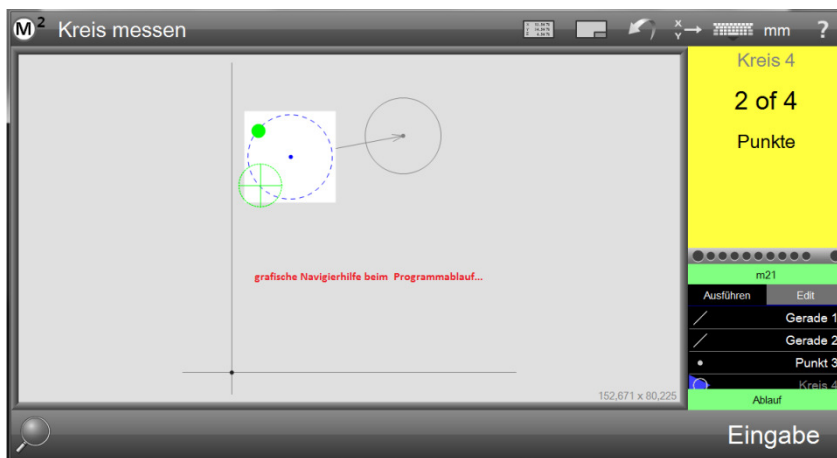 M2 Kreis messen
X
Y
mm ?
Kreis 4
2 of 4
Punkte
grafische Navigierhilfe beim Programmablauf...
m21
Ausführen Edit
Gerade 1
Gerade 2
Punkt 3
Kreis 4
152,671 x 80,225
Ablauf
Eingabe